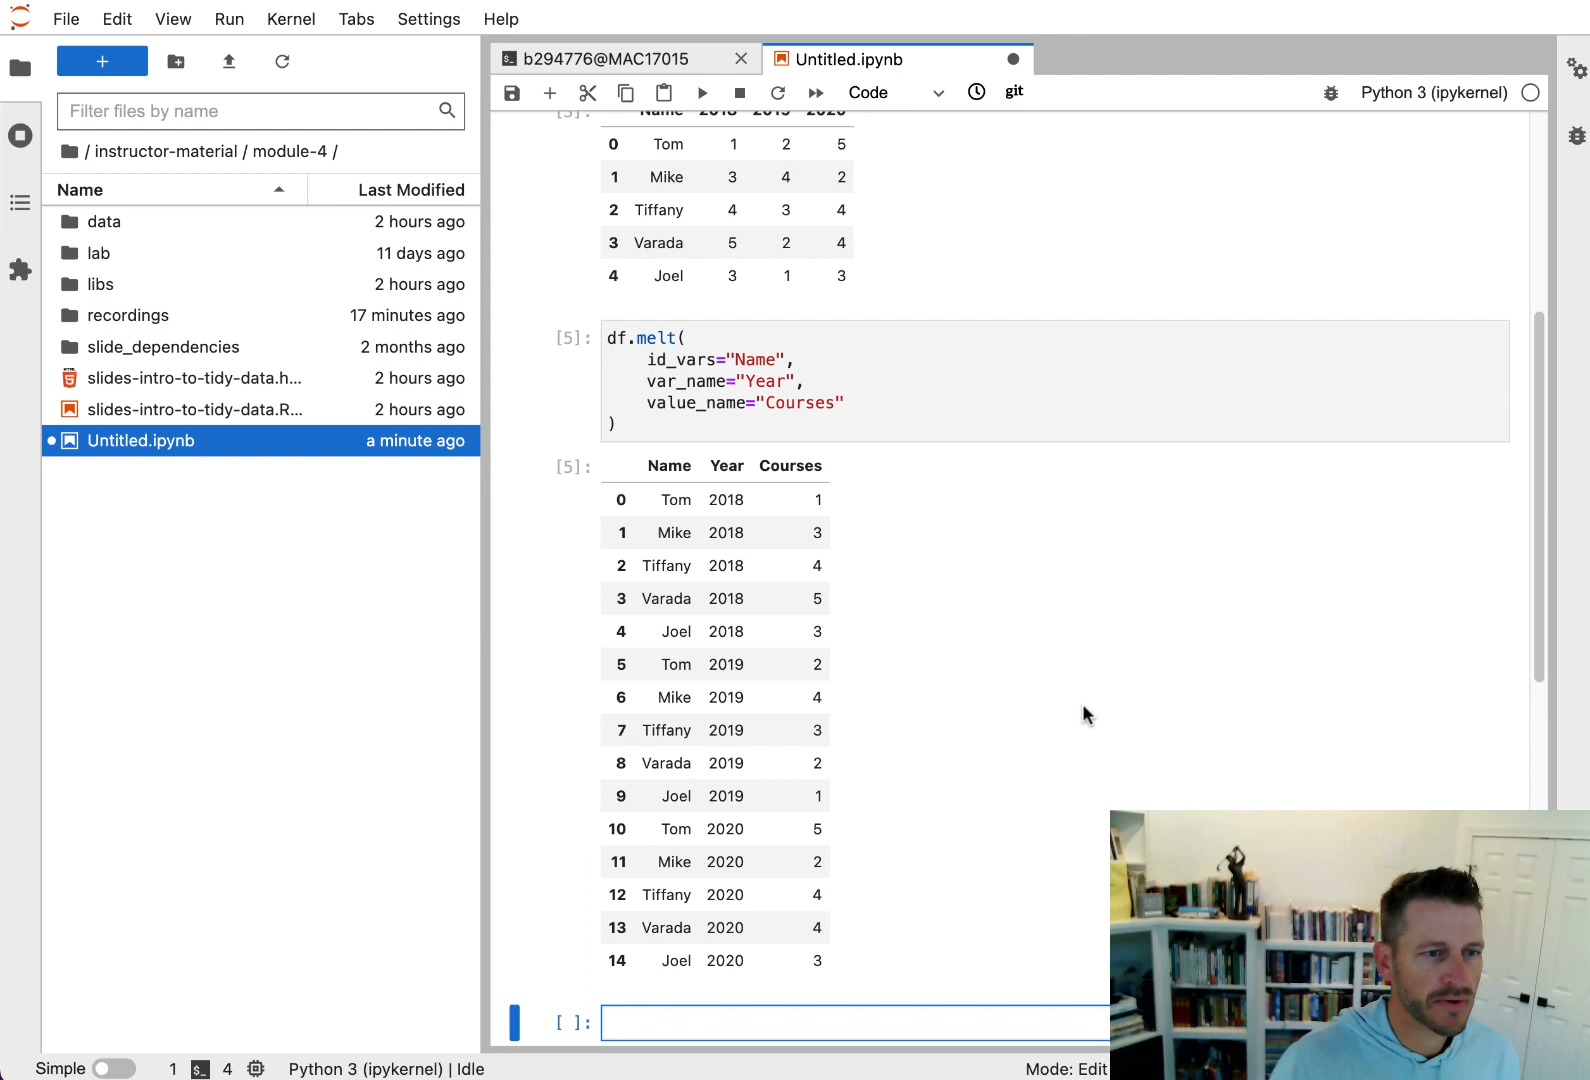 File Edit View Run Kernel Tabs Settings Help
+
b294776@MAC17015
Untitled.ipynb
Filter files by name
Code
git
Python 3 (ipykernel)
/ instructor-material / module-4 /
Name Last Modified
data 2 hours ago
lab 11 days ago
libs 2 hours ago
recordings 17 minutes ago
slide_dependencies 2 months ago
slides-intro-to-tidy-data.h... 2 hours ago
slides-intro-to-tidy-data.R... 2 hours ago
Untitled.ipynb a minute ago
Name 2018 2019 2020
0 Tom 1 2 5
1 Mike 3 4 2
2 Tiffany 4 3 4
3 Varada 5 2 4
4 Joel 3 1 3
[5]: df.melt(
id_vars="Name",
var_name="Year",
value_name="Courses"
)
[5]: Name Year Courses
0 Tom 2018 1
1 Mike 2018 3
2 Tiffany 2018 4
3 Varada 2018 5
4 Joel 2018 3
5 Tom 2019 2
6 Mike 2019 4
7 Tiffany 2019 3
8 Varada 2019 2
9 Joel 2019 1
10 Tom 2020 5
11 Mike 2020 2
12 Tiffany 2020 4
13 Varada 2020 4
14 Joel 2020 3
[ ]:
Simple 1 $_ 4 Python 3 (ipykernel) | Idle Mode: Edit